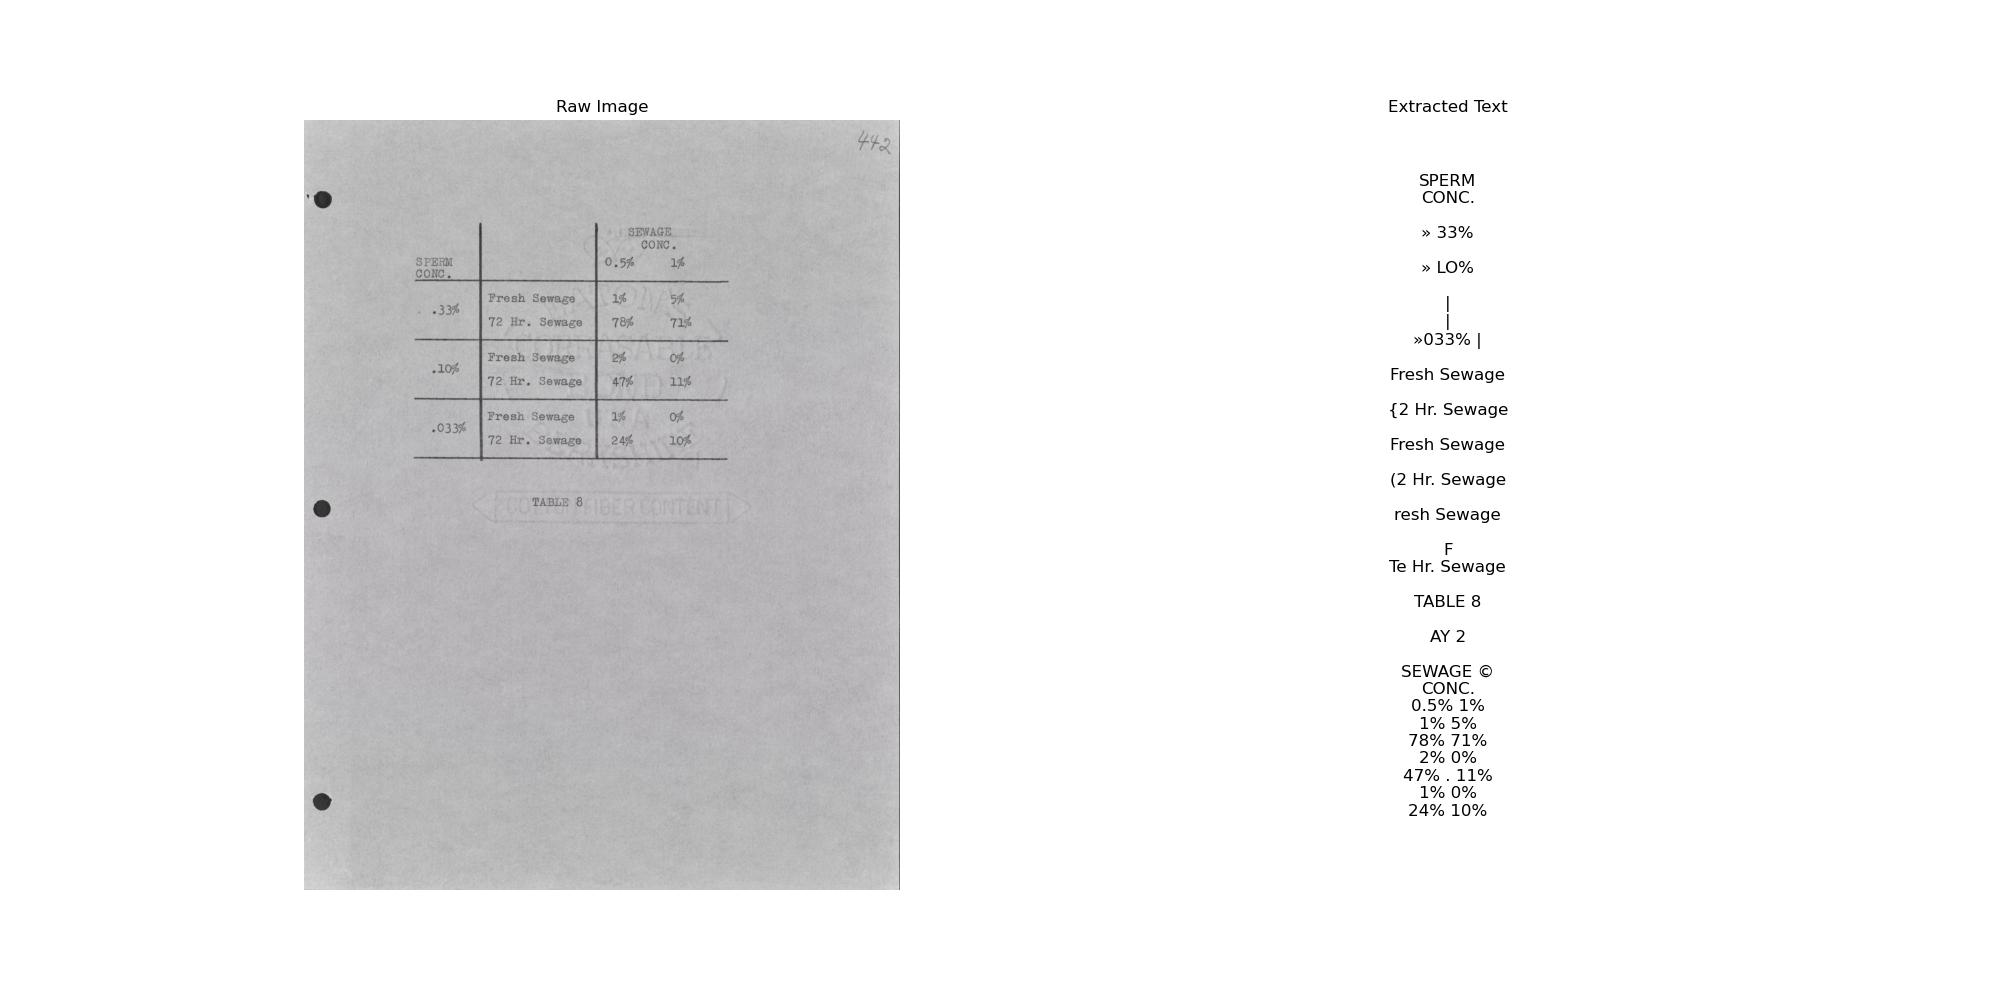 Raw Image
442
SEWAGE
CONC.
SPERM 0.5% 1%
CONC.
.33% Fresh Sewage 1% 5%
72 Hr. Sewage 78% 71%
.10% Fresh Sewage 2% 0%
72 Hr. Sewage 47% 11%
.033% Fresh Sewage 1% 0%
72 Hr. Sewage 24% 10%
TABLE 8
COTTON FIBER CONTENT
Extracted Text
SPERM
CONC.
» 33%
» LO%
|
|
»033% |
Fresh Sewage
{2 Hr. Sewage
Fresh Sewage
(2 Hr. Sewage
resh Sewage
F
Te Hr. Sewage
TABLE 8
AY 2
SEWAGE ©
CONC.
0.5% 1%
1% 5%
78% 71%
2% 0%
47% . 11%
1% 0%
24% 10%